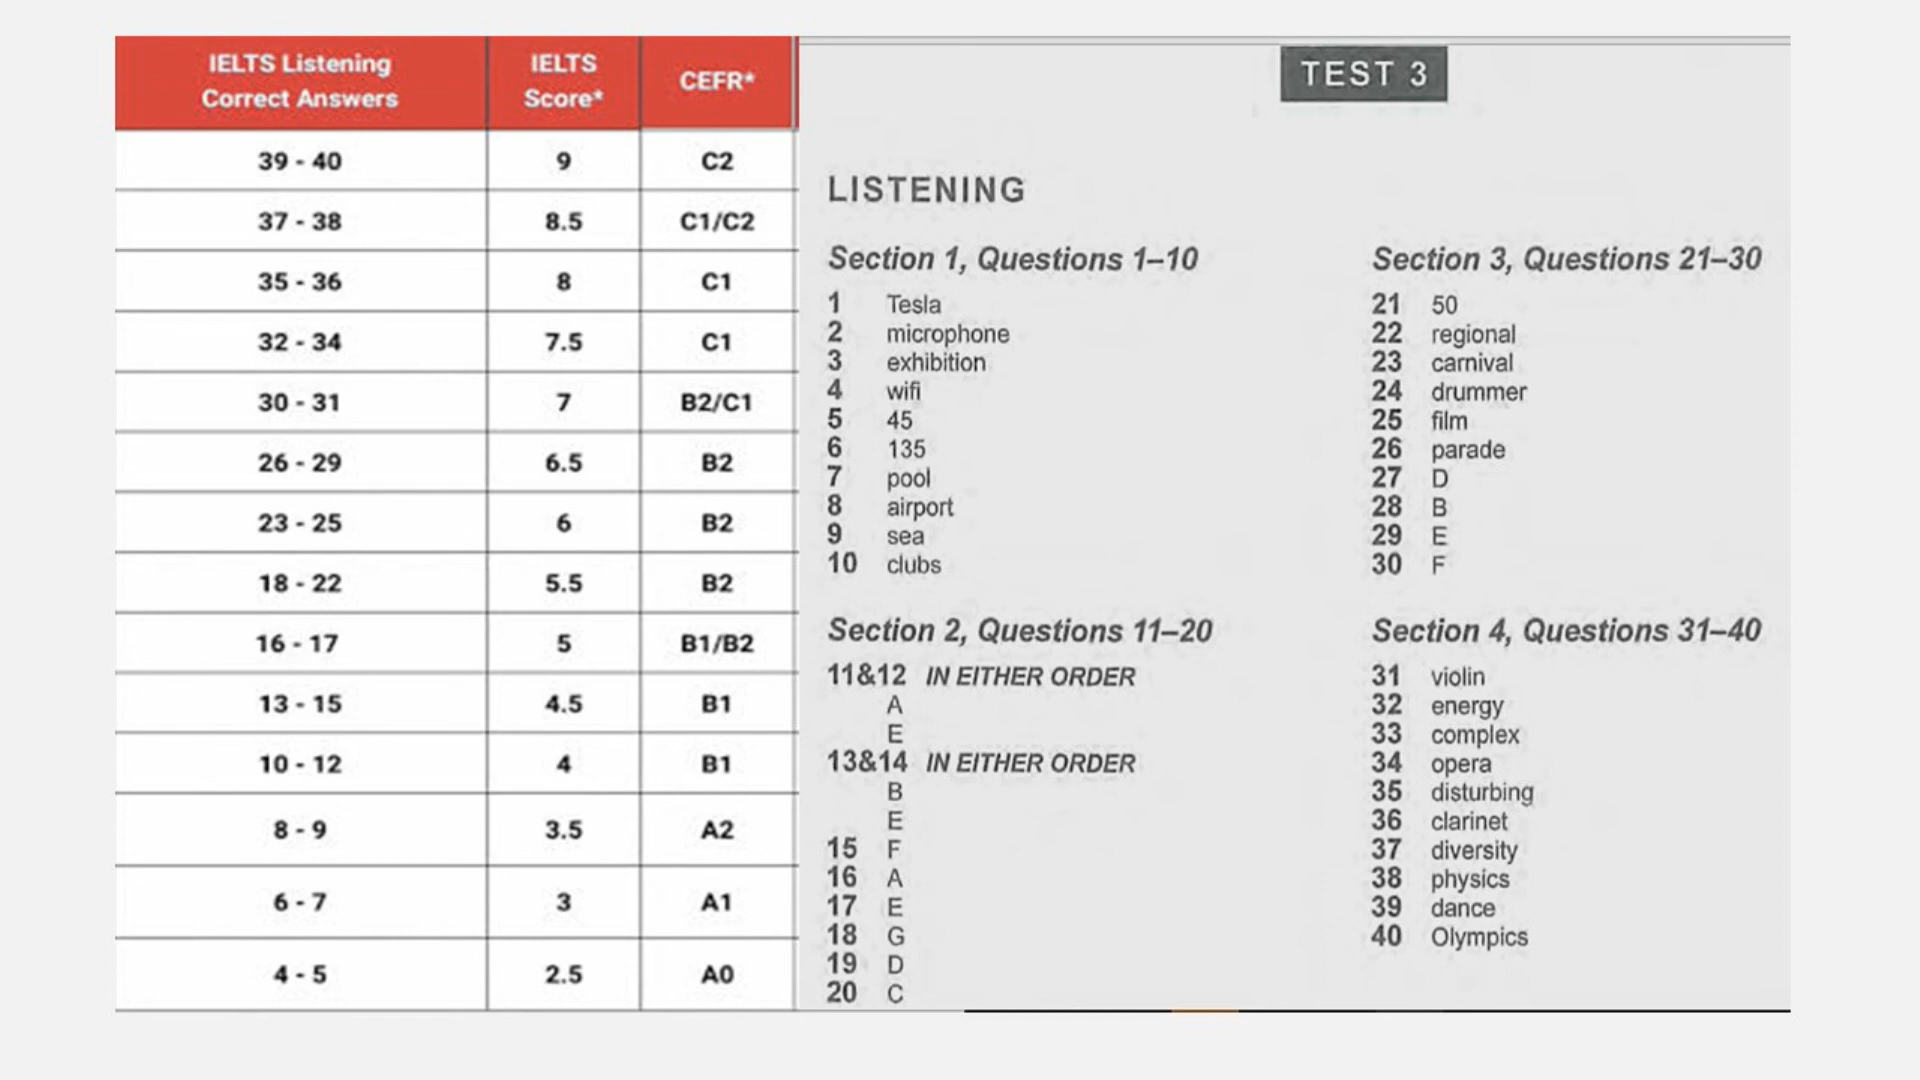 IELTS Listening Correct Answers IELTS Score* CEFR*
39 - 40 9 C2
37 - 38 8.5 C1/C2
35 - 36 8 C1
32 - 34 7.5 C1
30 - 31 7 B2/C1
26 - 29 6.5 B2
23 - 25 6 B2
18 - 22 5.5 B2
16 - 17 5 B1/B2
13 - 15 4.5 B1
10 - 12 4 B1
8 - 9 3.5 A2
6 - 7 3 A1
4 - 5 2.5 A0
TEST 3
LISTENING
Section 1, Questions 1–10
1 Tesla
2 microphone
3 exhibition
4 wifi
5 45
6 135
7 pool
8 airport
9 sea
10 clubs
Section 2, Questions 11–20
11&12 IN EITHER ORDER
A
E
13&14 IN EITHER ORDER
B
E
15 F
16 A
17 E
18 G
19 D
20 C
Section 3, Questions 21–30
21 50
22 regional
23 carnival
24 drummer
25 film
26 parade
27 D
28 B
29 E
30 F
Section 4, Questions 31–40
31 violin
32 energy
33 complex
34 opera
35 disturbing
36 clarinet
37 diversity
38 physics
39 dance
40 Olympics